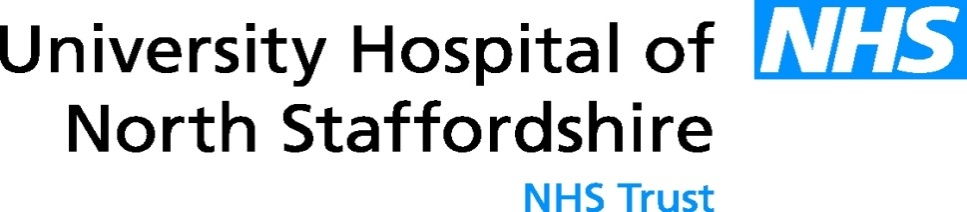 University Hospital of NHS
North Staffordshire
NHS Trust